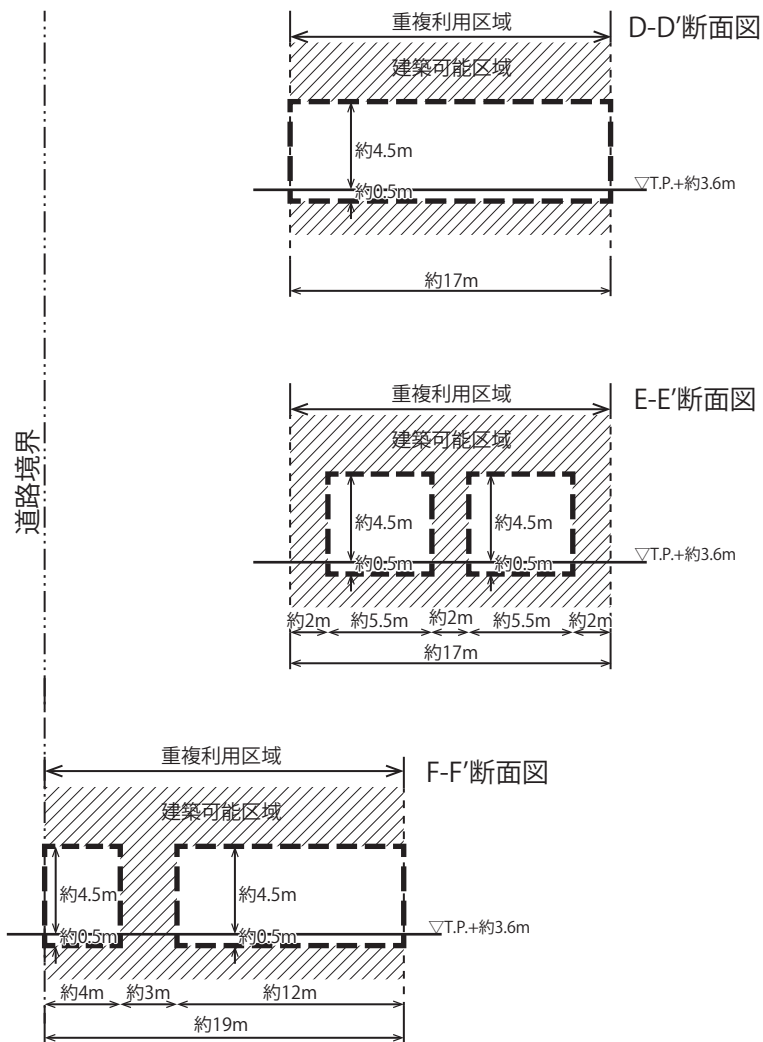 重複利用区域
D-D’断面図
建築可能区域
約4.5m
約0.5m
▽T.P.+約3.6m
約17m
道路境界
重複利用区域
E-E’断面図
建築可能区域
約4.5m
約4.5m
約0.5m
約0.5m
▽T.P.+約3.6m
約2m
約5.5m
約2m
約5.5m
約2m
約17m
重複利用区域
F-F’断面図
建築可能区域
約4.5m
約4.5m
約0.5m
約0.5m
▽T.P.+約3.6m
約4m
約3m
約12m
約19m